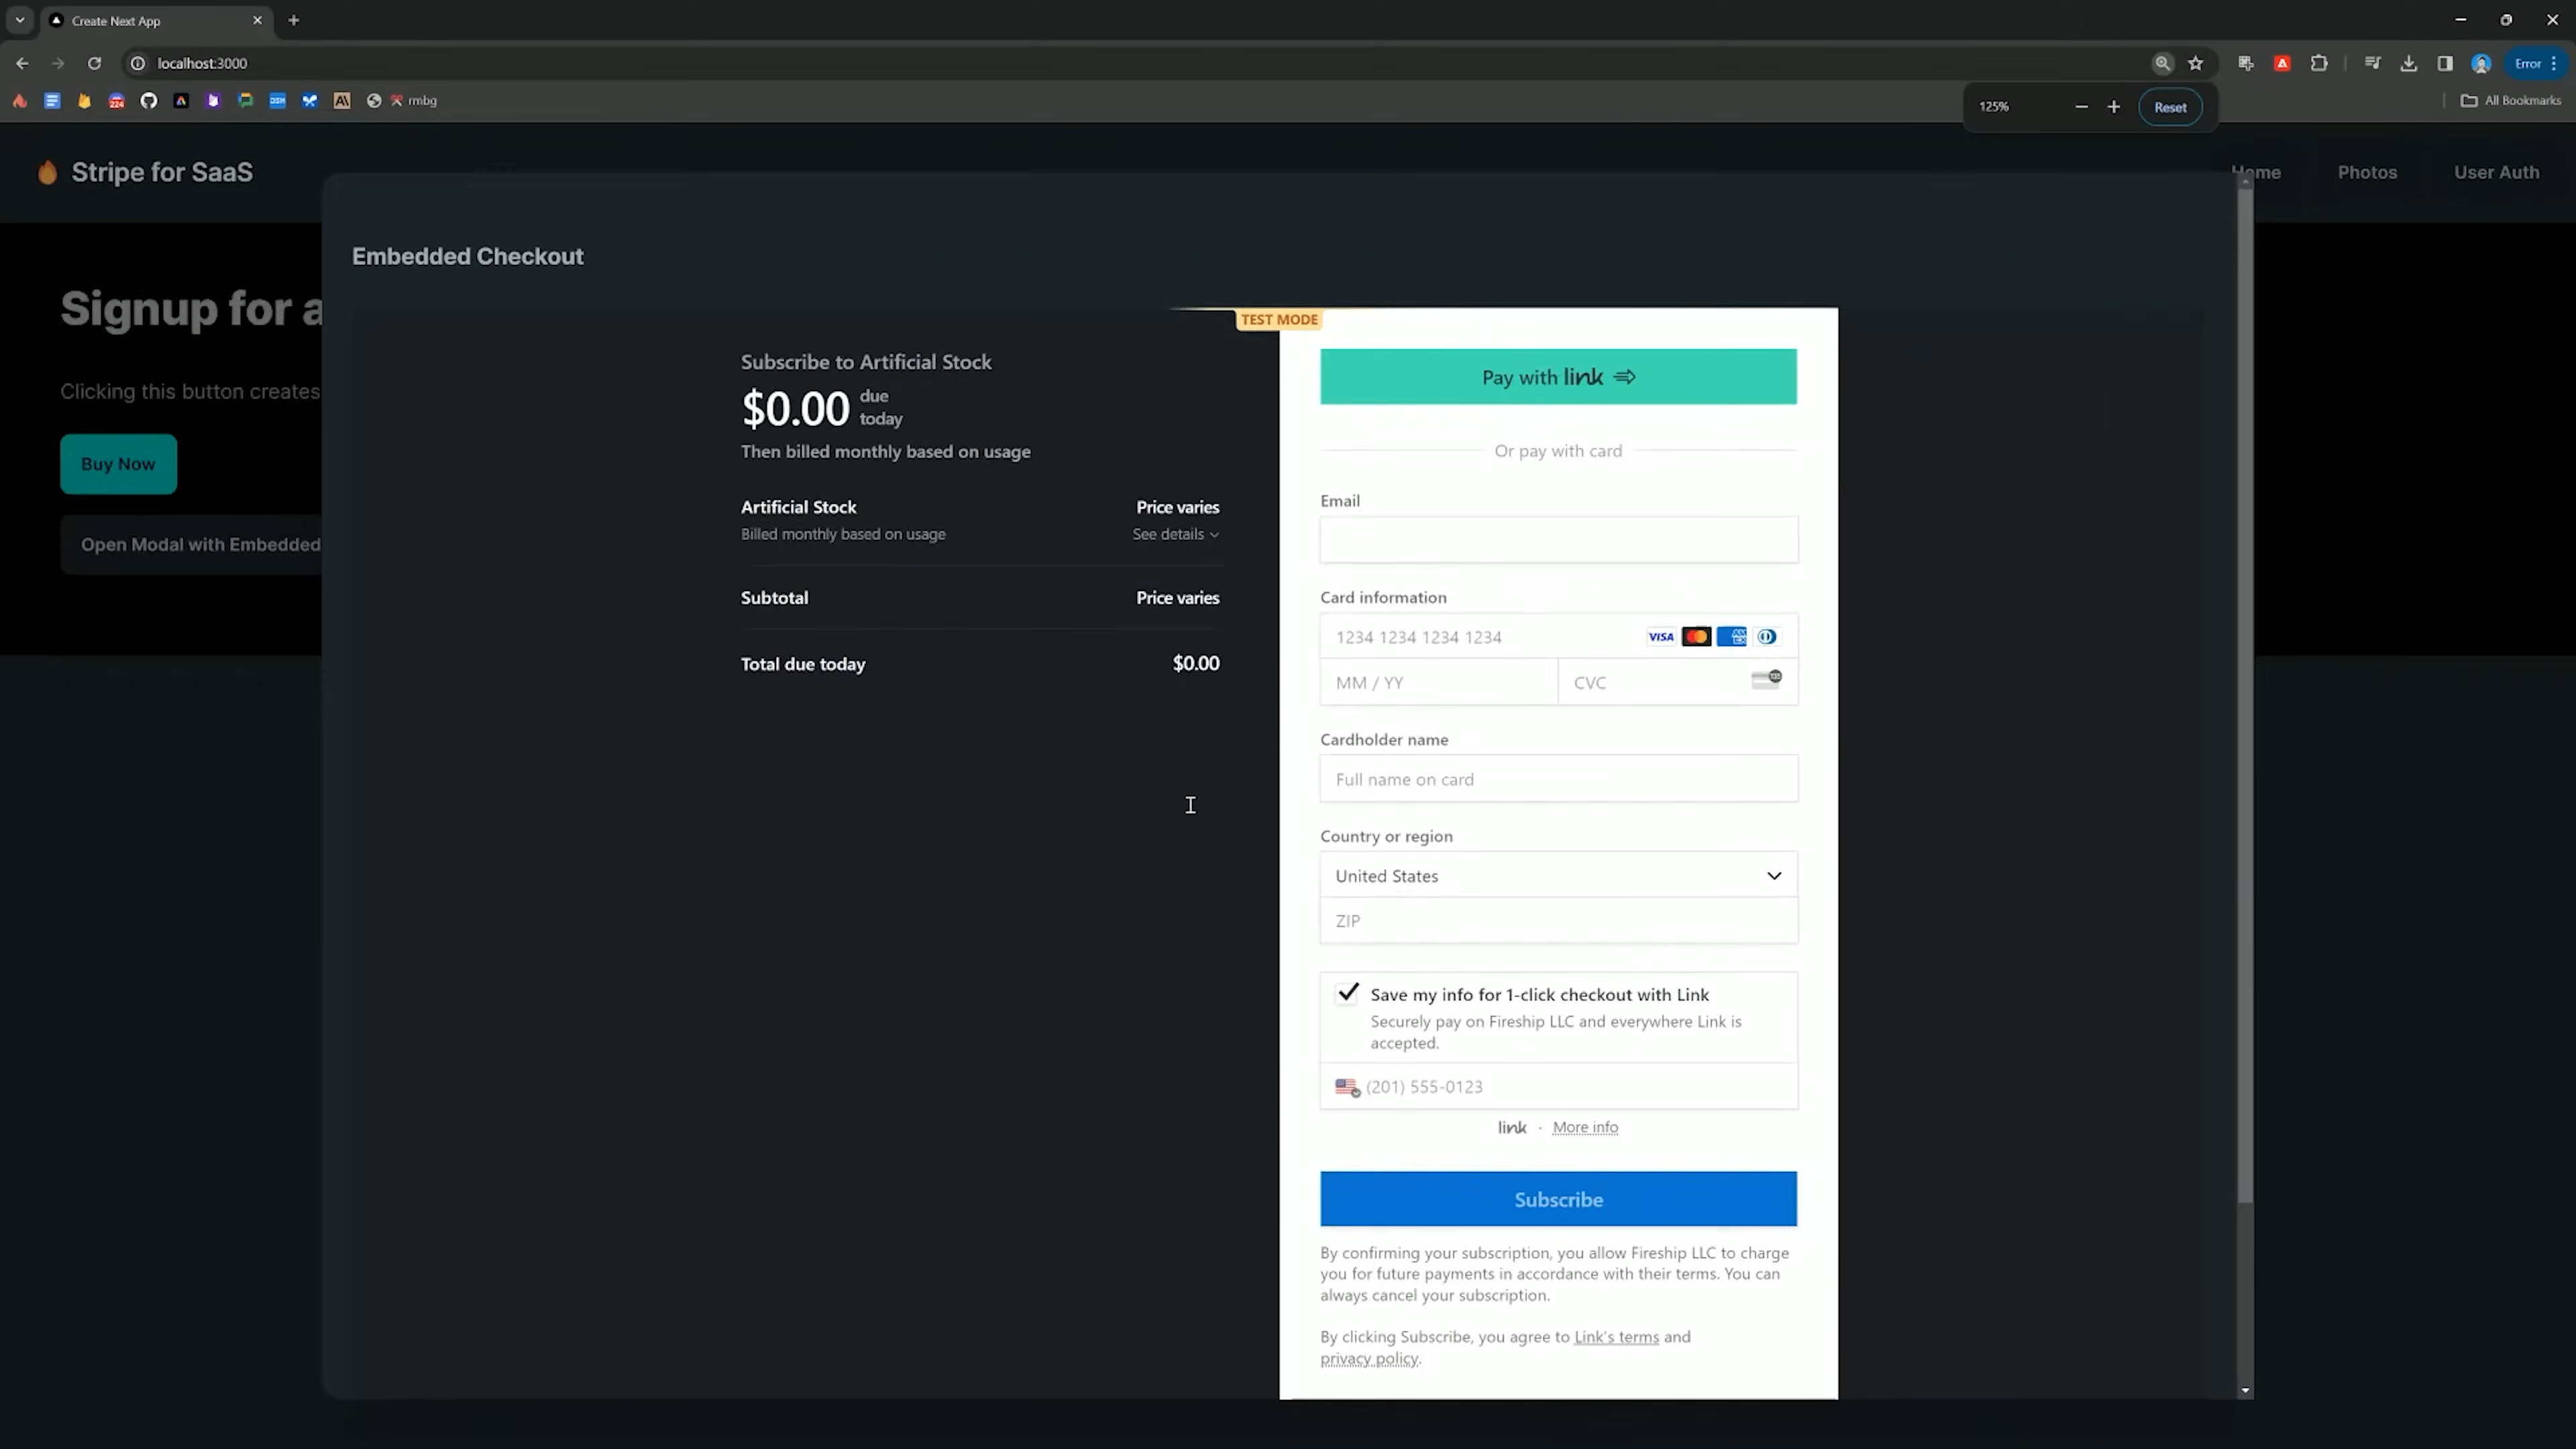 Create Next App
localhost:3000
Error
224
DSM
rmbg
All Bookmarks
125%
Reset
Stripe for SaaS
Home
Photos
User Auth
Embedded Checkout
Signup for a
Clicking this button creates
Buy Now
Open Modal with Embedded
TEST MODE
Subscribe to Artificial Stock
$0.00 due today
Then billed monthly based on usage
Artificial Stock Price varies
Billed monthly based on usage See details
Subtotal Price varies
Total due today $0.00
Pay with link
Or pay with card
Email
Card information
1234 1234 1234 1234 VISA
MM / YY CVC
Cardholder name
Full name on card
Country or region
United States
ZIP
Save my info for 1-click checkout with Link
Securely pay on Fireship LLC and everywhere Link is
accepted.
(201) 555-0123
link · More info
Subscribe
By confirming your subscription, you allow Fireship LLC to charge
you for future payments in accordance with their terms. You can
always cancel your subscription.
By clicking Subscribe, you agree to Link's terms and
privacy policy.